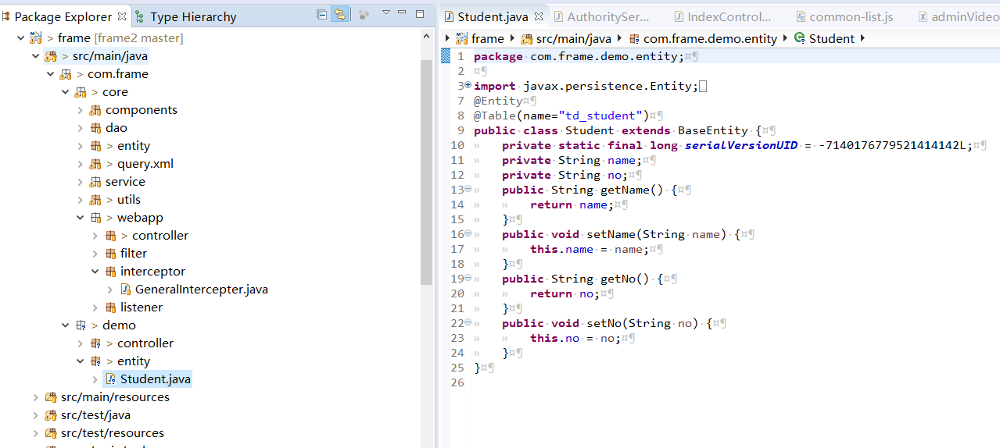 Package Explorer
Type Hierarchy
> frame [frame2 master]
> src/main/java
> com.frame
> core
components
dao
> entity
> query.xml
service
> utils
> webapp
> controller
filter
interceptor
GeneralIntercepter.java
listener
> demo
> controller
> entity
Student.java
src/main/resources
src/test/java
src/test/resources
Student.java
AuthoritySer...
IndexControl...
common-list.js
adminVideo
frame
src/main/java
com.frame.demo.entity
Student
1 package com.frame.demo.entity;¤¶
2 ¤¶
3 import javax.persistence.Entity;
7 @Entity¤¶
8 @Table(name="td_student")¤¶
9 public class Student extends BaseEntity {¤¶
10 » private static final long serialVersionUID = -7140176779521414142L;¤¶
11 » private String name;¤¶
12 » private String no;¤¶
13 » public String getName() {¤¶
14 » » return name;¤¶
15 » }¤¶
16 » public void setName(String name) {¤¶
17 » » this.name = name;¤¶
18 » }¤¶
19 » public String getNo() {¤¶
20 » » return no;¤¶
21 » }¤¶
22 » public void setNo(String no) {¤¶
23 » » this.no = no;¤¶
24 » }¤¶
25 }¤¶
26